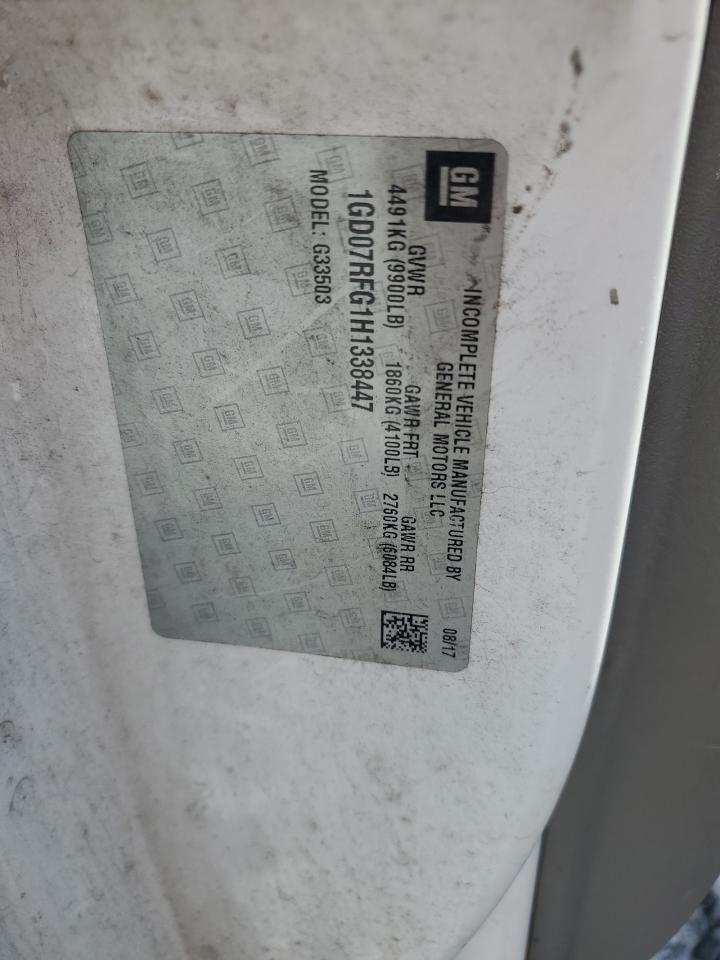 GM
INCOMPLETE VEHICLE MANUFACTURED BY
GENERAL MOTORS LLC
08/17
GVWR GAWR FRT GAWR RR
4491KG (9900LB) 1860KG (4100LB) 2760KG (6084LB)
1GD07RFG1H1338447
MODEL: G33503